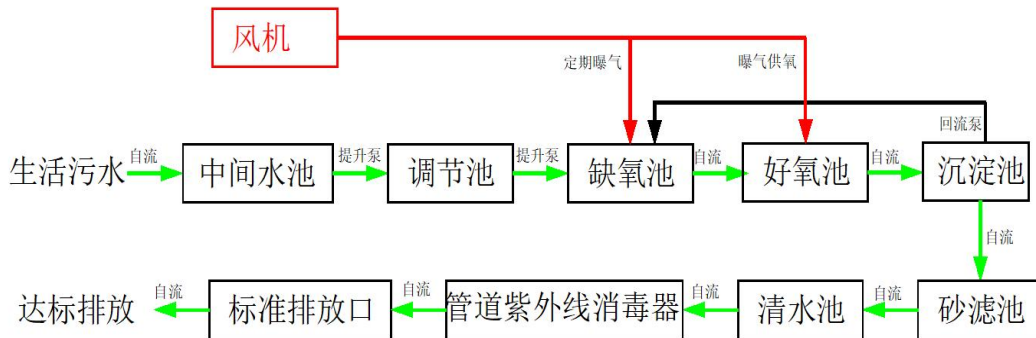 风机
定期曝气
曝气供氧
回流泵
生活污水
自流
中间水池
提升泵
调节池
提升泵
缺氧池
自流
好氧池
自流
沉淀池
自流
达标排放
自流
标准排放口
自流
管道紫外线消毒器
自流
清水池
自流
砂滤池